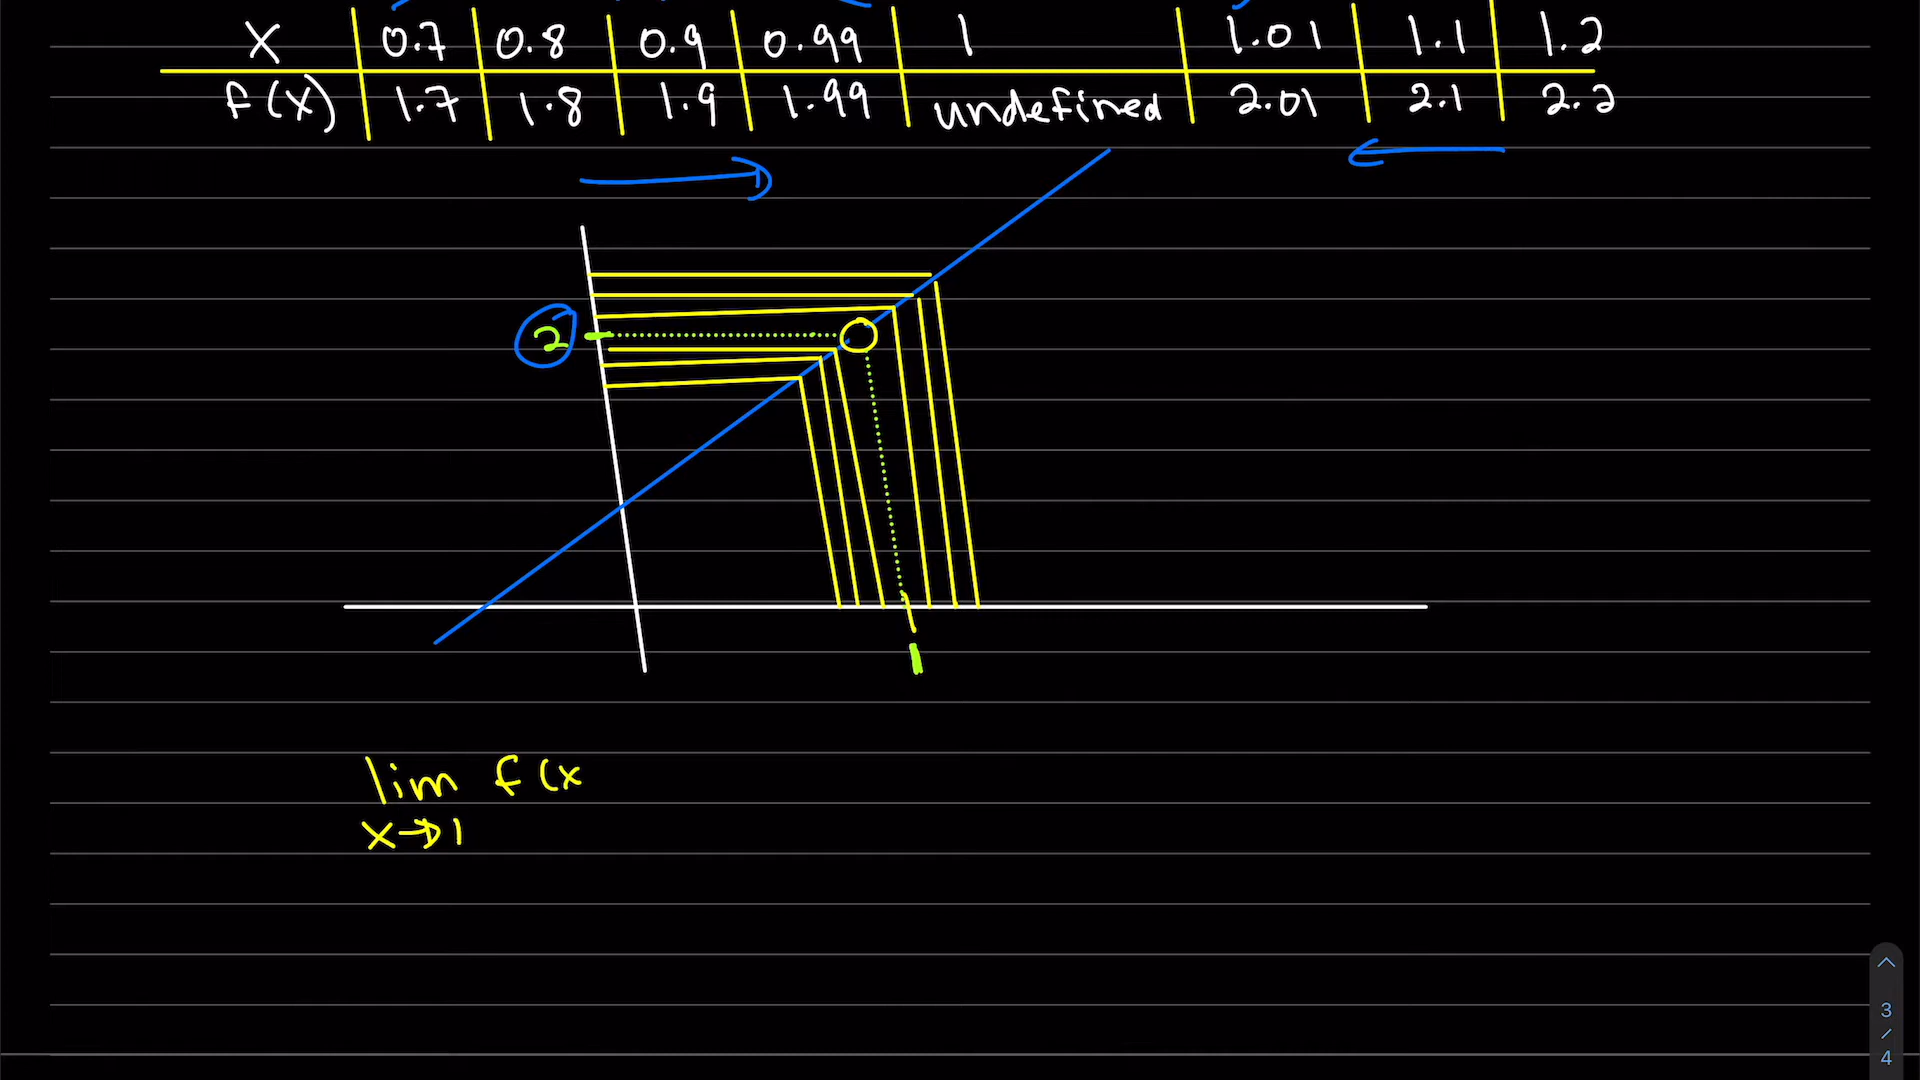 x 0.7 0.8 0.9 0.99 1 1.01 1.1 1.2
f(x) 1.7 1.8 1.9 1.99 undefined 2.01 2.1 2.2
2
1
lim f(x
x→1
3
/
4